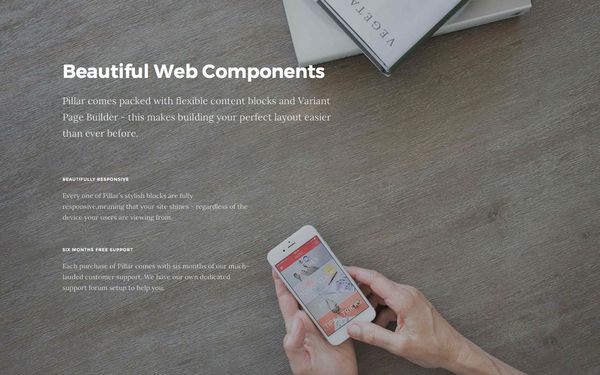 VEGETA
Beautiful Web Components
Pillar comes packed with flexible content blocks and Variant
Page Builder - this makes building your perfect layout easier
than ever before.
BEAUTIFULLY RESPONSIVE
Every one of Pillar's stylish blocks are fully
responsive,meaning that your site shines - regardless of the
device your users are viewing from.
SIX MONTHS FREE SUPPORT
Each purchase of Pillar comes with six months of our much-
lauded customer support. We have our own dedicated
support forum setup to help you.